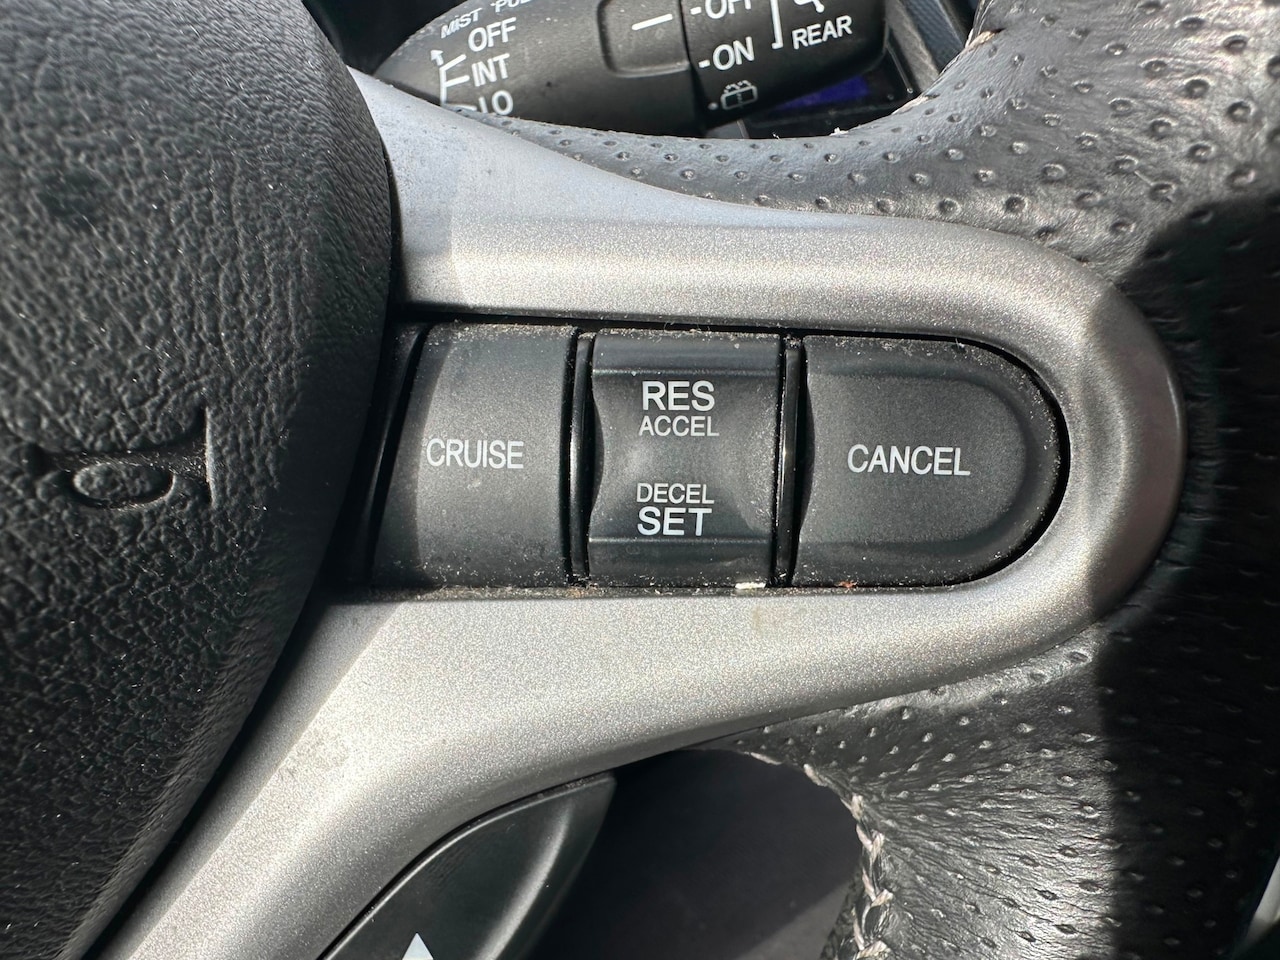 MIST
OFF
INT
LO
-OFF
-ON
REAR
CRUISE
RES
ACCEL
DECEL
SET
CANCEL